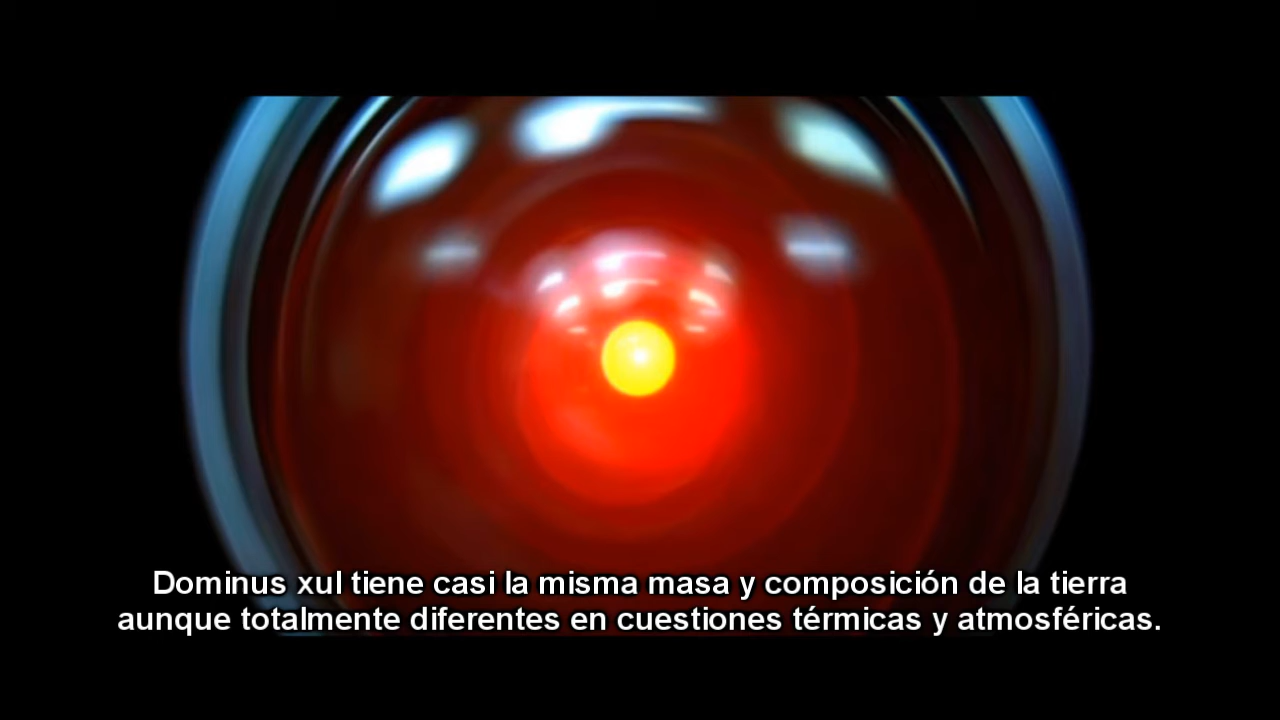 Dominus xul tiene casi la misma masa y composición de la tierra
aunque totalmente diferentes en cuestiones térmicas y atmosféricas.